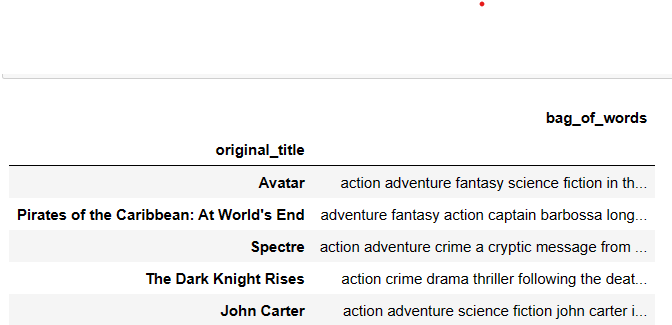 bag_of_words
original_title
Avatar action adventure fantasy science fiction in th...
Pirates of the Caribbean: At World's End adventure fantasy action captain barbossa long...
Spectre action adventure crime a cryptic message from ...
The Dark Knight Rises action crime drama thriller following the deat...
John Carter action adventure science fiction john carter i...